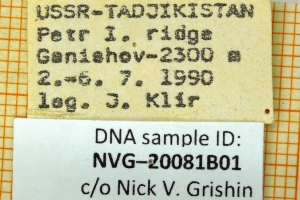 USSR-TADJIKISTAN
Petr I. ridge
Ganishov-2300 m
2.-6. 7. 1990
leg. J. Klir
DNA sample ID:
NVG-20081B01
c/o Nick V. Grishin